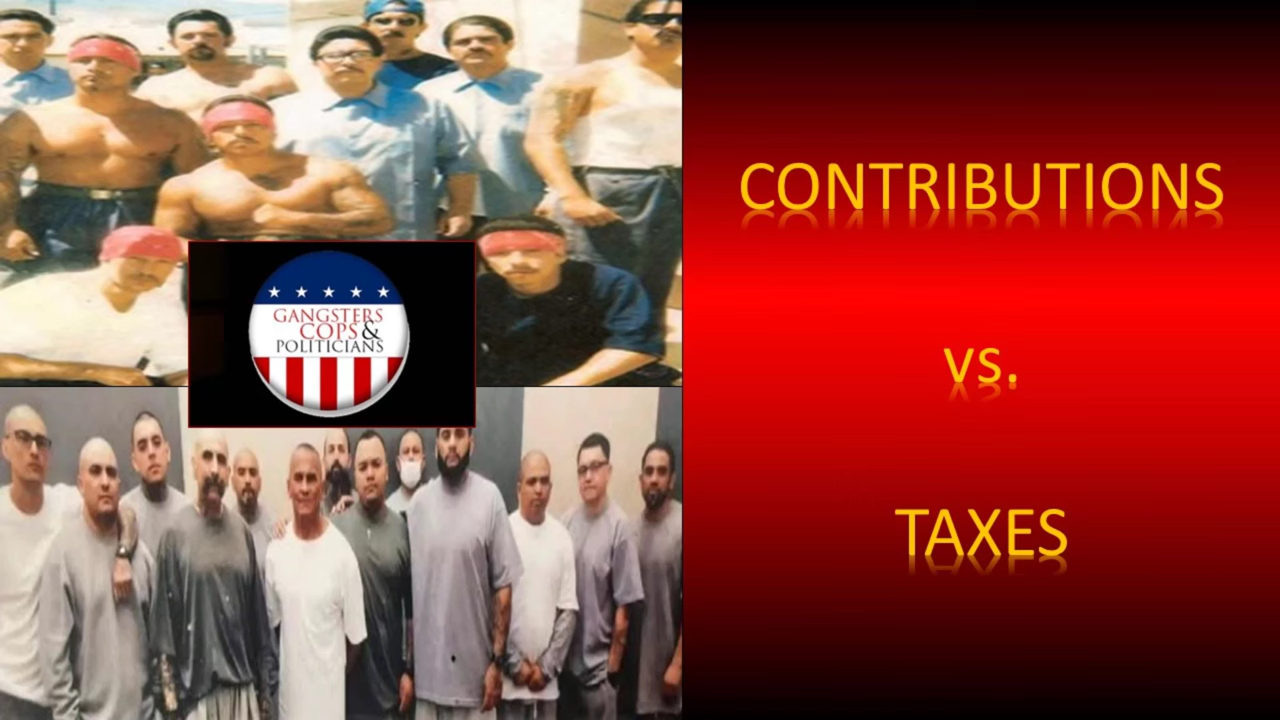 GANGSTERS
COPS &
POLITICIANS
CONTRIBUTIONS
vs.
TAXES